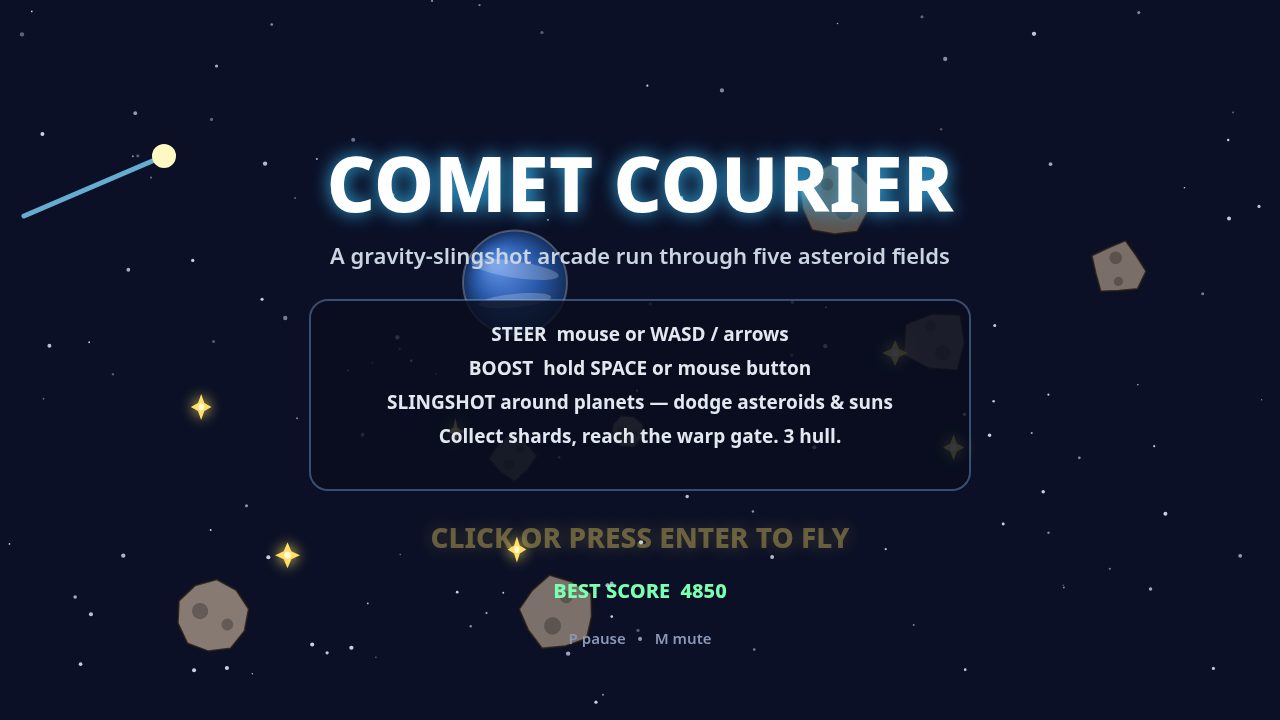 COMET COURIER
A gravity-slingshot arcade run through five asteroid fields
STEER mouse or WASD / arrows
BOOST hold SPACE or mouse button
SLINGSHOT around planets — dodge asteroids & suns
Collect shards, reach the warp gate. 3 hull.
CLICK OR PRESS ENTER TO FLY
BEST SCORE 4850
P pause • M mute